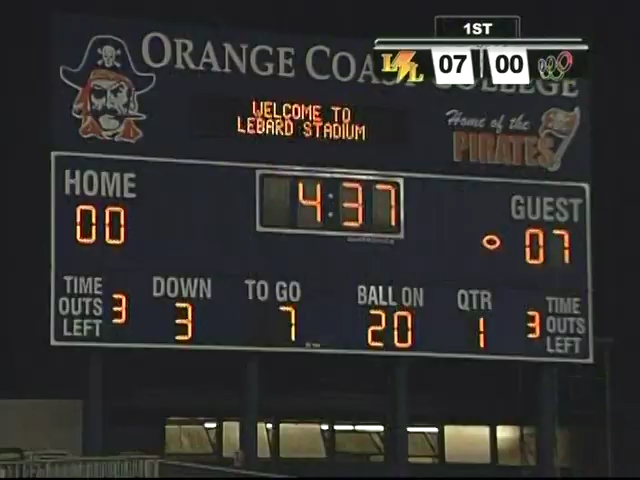 1ST
LL 07 00
ORANGE COAST COLLEGE
WELCOME TO
LEBARD STADIUM
Home of the
PIRATES
HOME
00
4:37
GUEST
07
TIME
OUTS
LEFT
3
DOWN
3
TO GO
7
BALL ON
20
QTR
1
3
TIME
OUTS
LEFT